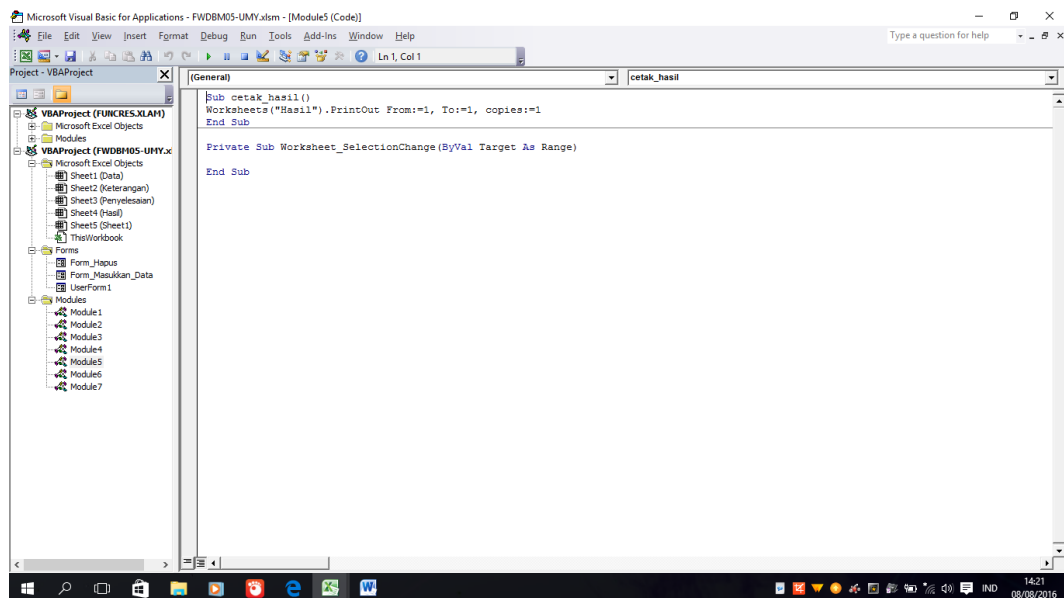 Microsoft Visual Basic for Applications - FWDBM05-UMY.xlsm - [Module5 (Code)]
File Edit View Insert Format Debug Run Tools Add-Ins Window Help
Type a question for help
Ln 1, Col 1
Project - VBAProject
(General)
cetak_hasil
VBAProject (FUNCRES.XLAM)
Microsoft Excel Objects
Modules
VBAProject (FWDBM05-UMY.x
Microsoft Excel Objects
Sheet1 (Data)
Sheet2 (Keterangan)
Sheet3 (Penyelesaian)
Sheet4 (Hasil)
Sheet5 (Sheet1)
ThisWorkbook
Forms
Form_Hapus
Form_Masukkan_Data
UserForm1
Modules
Module1
Module2
Module3
Module4
Module5
Module6
Module7
Sub cetak_hasil()
Worksheets("Hasil").PrintOut From:=1, To:=1, copies:=1
End Sub
Private Sub Worksheet_SelectionChange(ByVal Target As Range)
End Sub
IND
14:21
08/08/2016